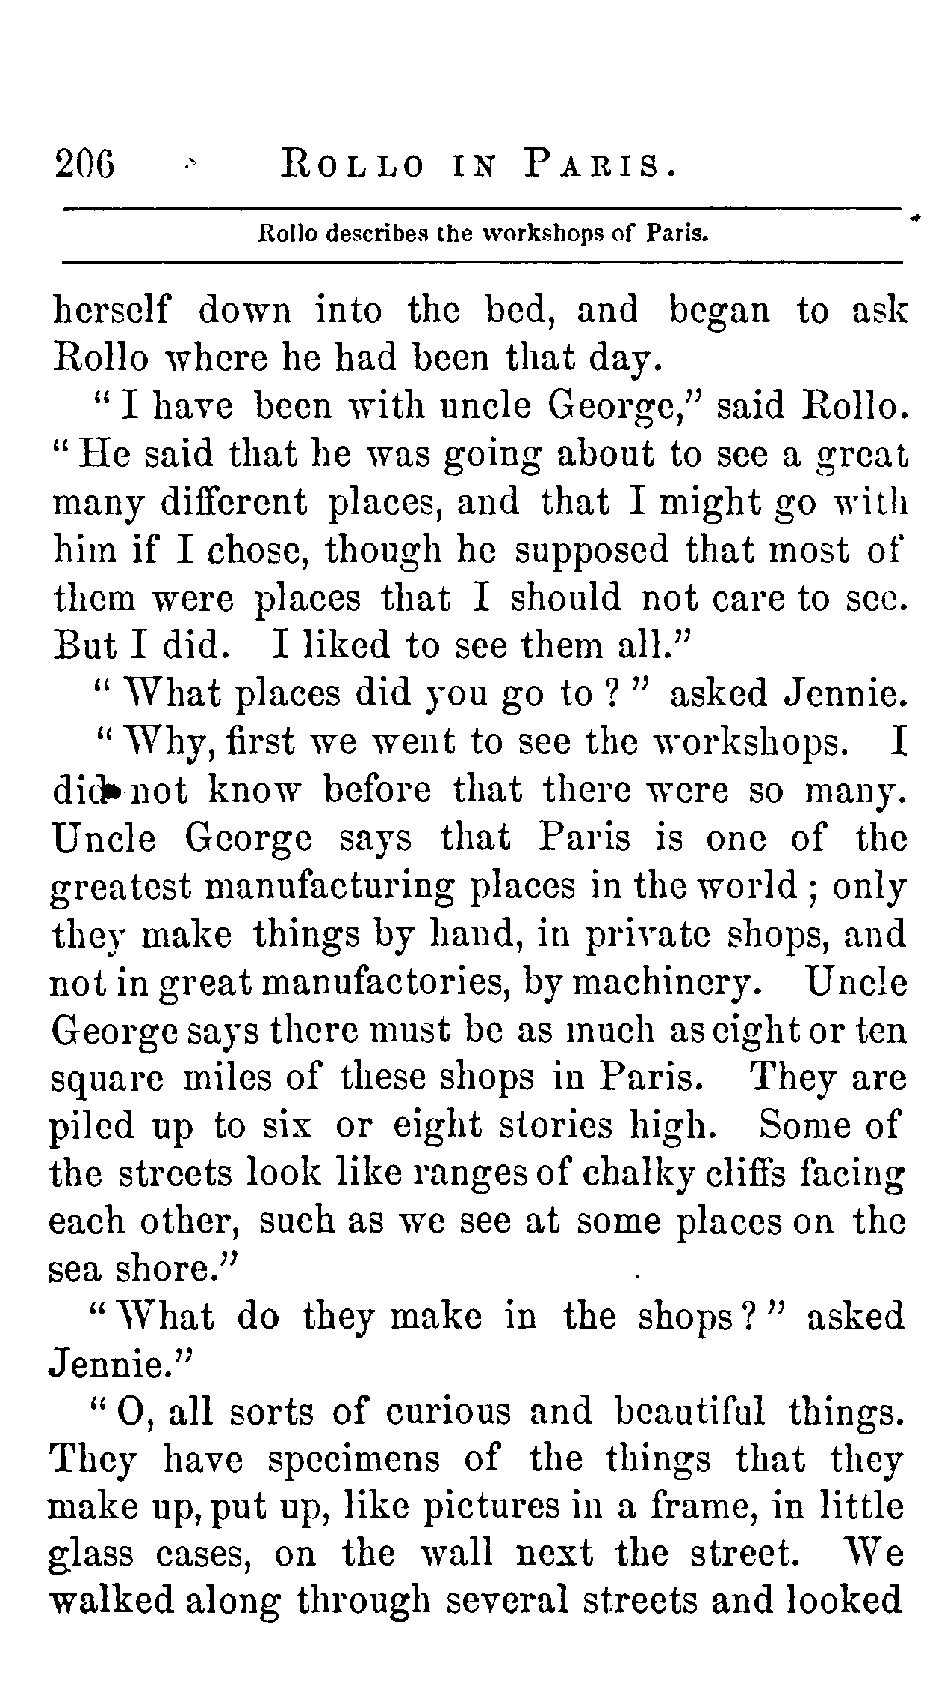 206 ROLLO IN PARIS.
Rollo describes the workshops of Paris.
herself down into the bed, and began to ask
Rollo where he had been that day.
“ I have been with uncle George,” said Rollo.
“ He said that he was going about to see a great
many different places, and that I might go with
him if I chose, though he supposed that most of
them were places that I should not care to see.
But I did. I liked to see them all.”
“ What places did you go to ? ” asked Jennie.
“ Why, first we went to see the workshops. I
did not know before that there were so many.
Uncle George says that Paris is one of the
greatest manufacturing places in the world ; only
they make things by hand, in private shops, and
not in great manufactories, by machinery. Uncle
George says there must be as much as eight or ten
square miles of these shops in Paris. They are
piled up to six or eight stories high. Some of
the streets look like ranges of chalky cliffs facing
each other, such as we see at some places on the
sea shore.”
“ What do they make in the shops ? ” asked
Jennie.”
“ O, all sorts of curious and beautiful things.
They have specimens of the things that they
make up, put up, like pictures in a frame, in little
glass cases, on the wall next the street. We
walked along through several streets and looked